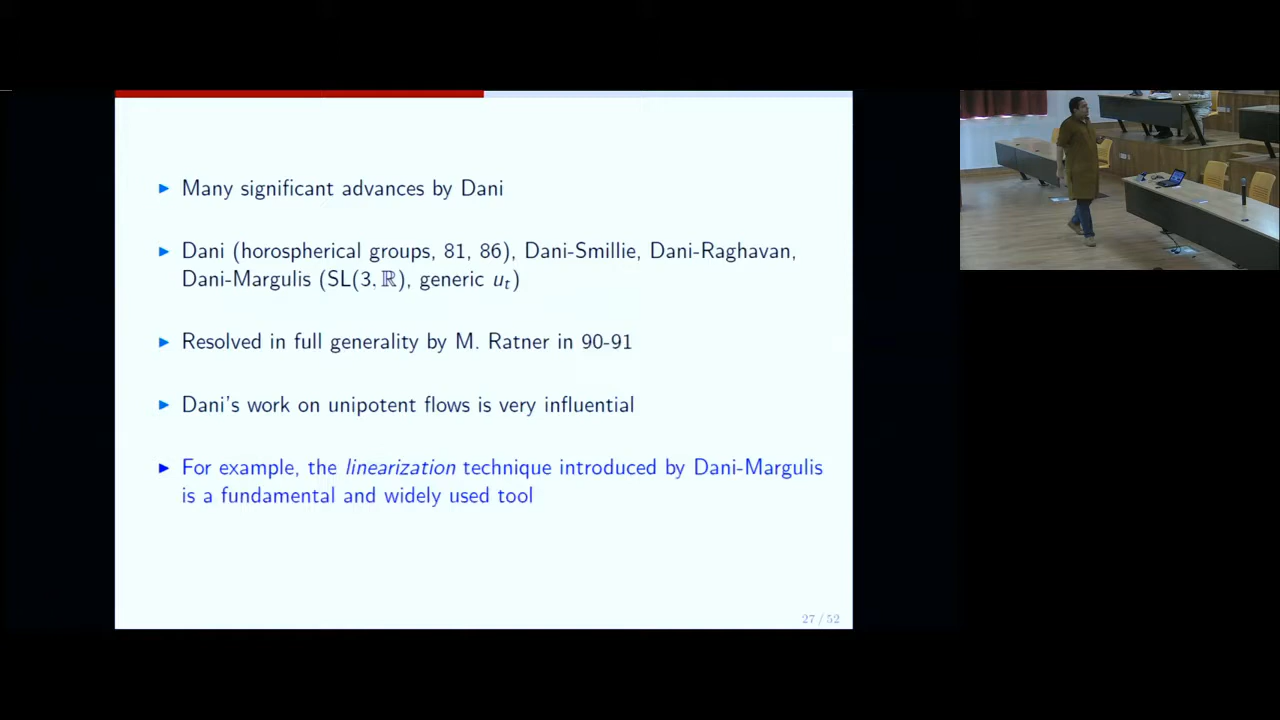 ▶ Many significant advances by Dani
▶ Dani (horospherical groups, 81, 86), Dani-Smillie, Dani-Raghavan,
Dani-Margulis (SL(3, ℝ), generic u_t)
▶ Resolved in full generality by M. Ratner in 90-91
▶ Dani's work on unipotent flows is very influential
▶ For example, the linearization technique introduced by Dani-Margulis
is a fundamental and widely used tool
27 / 52